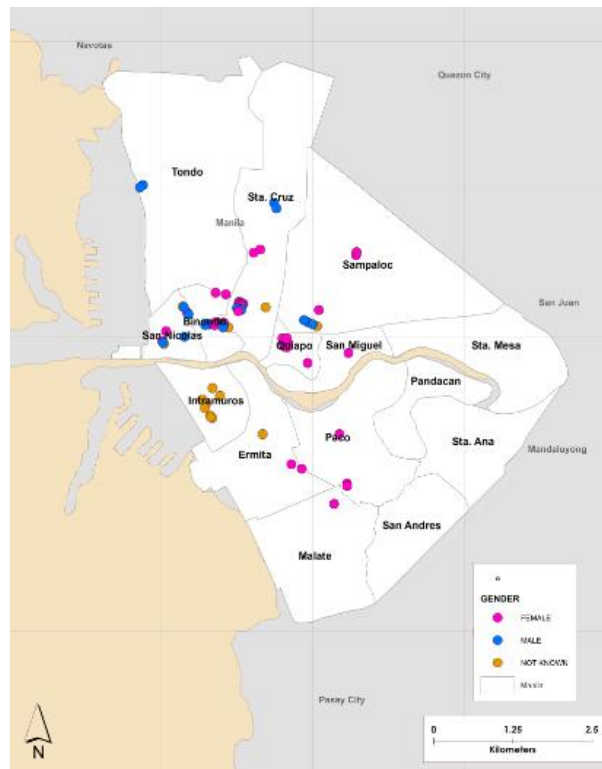 Navotas
Quezon City
Tondo
Sta. Cruz
Manila
Sampaloc
San Juan
Binondo
San Nicolas
Quiapo
San Miguel
Sta. Mesa
Pandacan
Intramuros
Paco
Sta. Ana
Ermita
Mandaluyong
San Andres
Malate
GENDER
FEMALE
MALE
NOT KNOWN
Manila
Pasay City
0 1.25 2.5
Kilometers
N